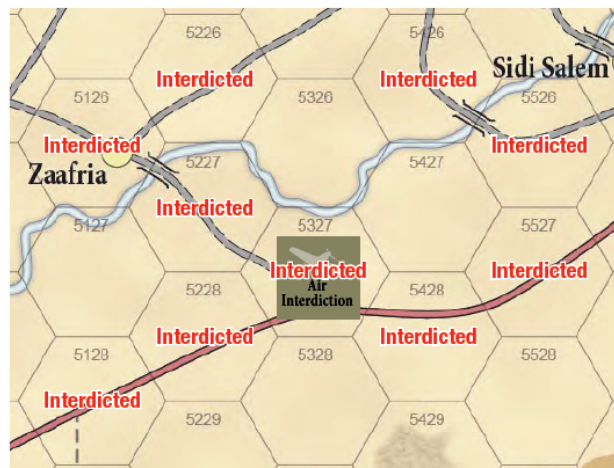 5226
5426
Interdicted
Interdicted
Sidi Salem
5126
5326
5526
Interdicted
Interdicted
Zaafria
5227
5427
Interdicted
5127
5327
5527
Interdicted
Interdicted
Air
Interdiction
5228
5428
Interdicted
Interdicted
5128
5328
5528
Interdicted
5229
5429